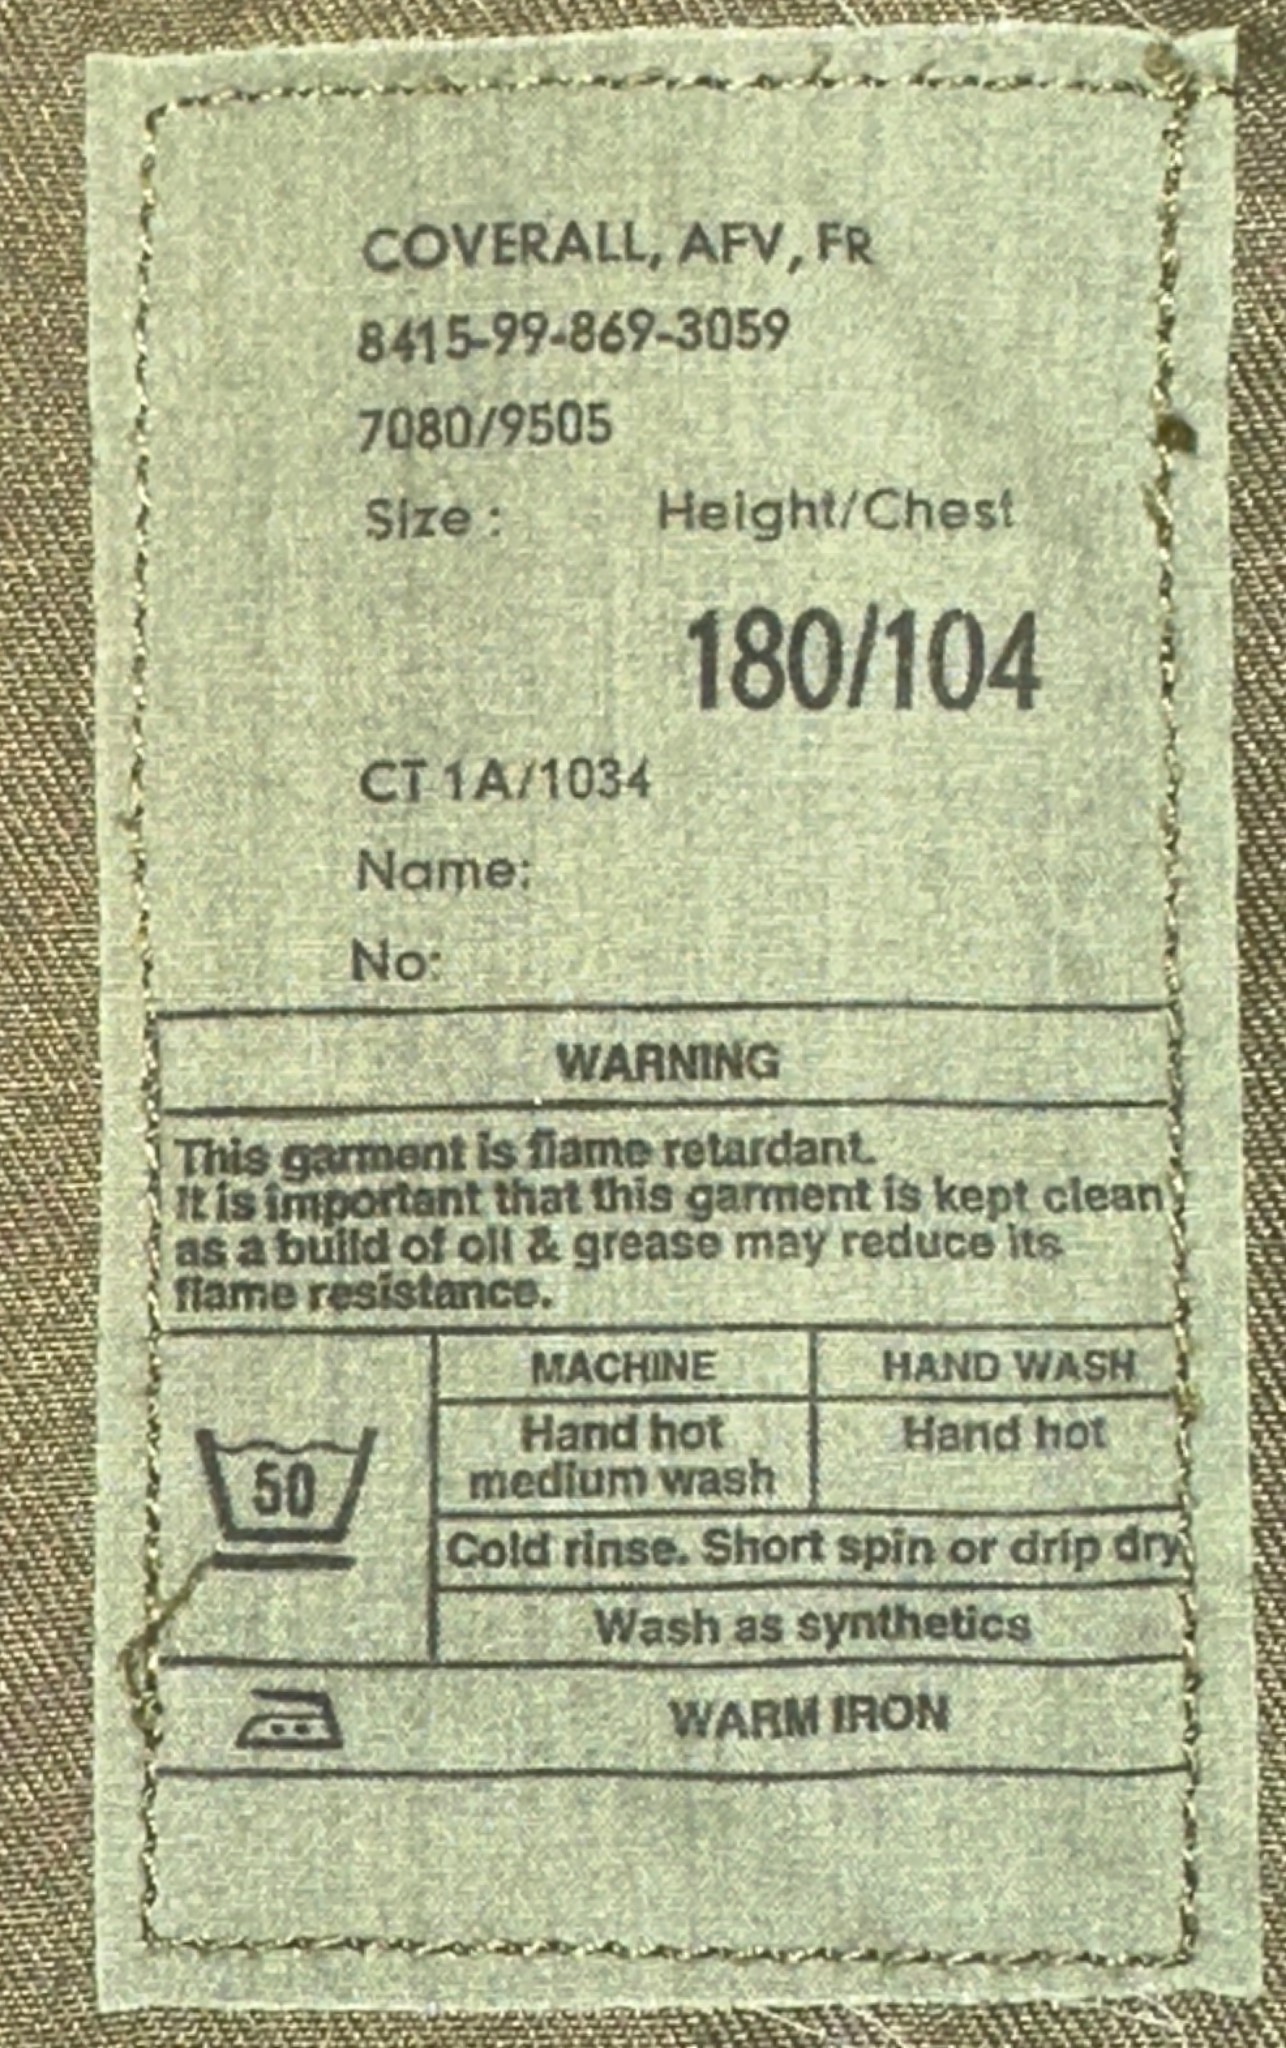 COVERALL, AFV, FR
8415-99-869-3059
7080/9505
Size : Height/Chest
180/104
CT 1A/1034
Name:
No:
WARNING
This garment is flame retardant.
It is important that this garment is kept clean
as a build of oil & grease may reduce its
flame resistance.
MACHINE HAND WASH
Hand hot Hand hot
medium wash
50
Cold rinse. Short spin or drip dry
Wash as synthetics
WARM IRON